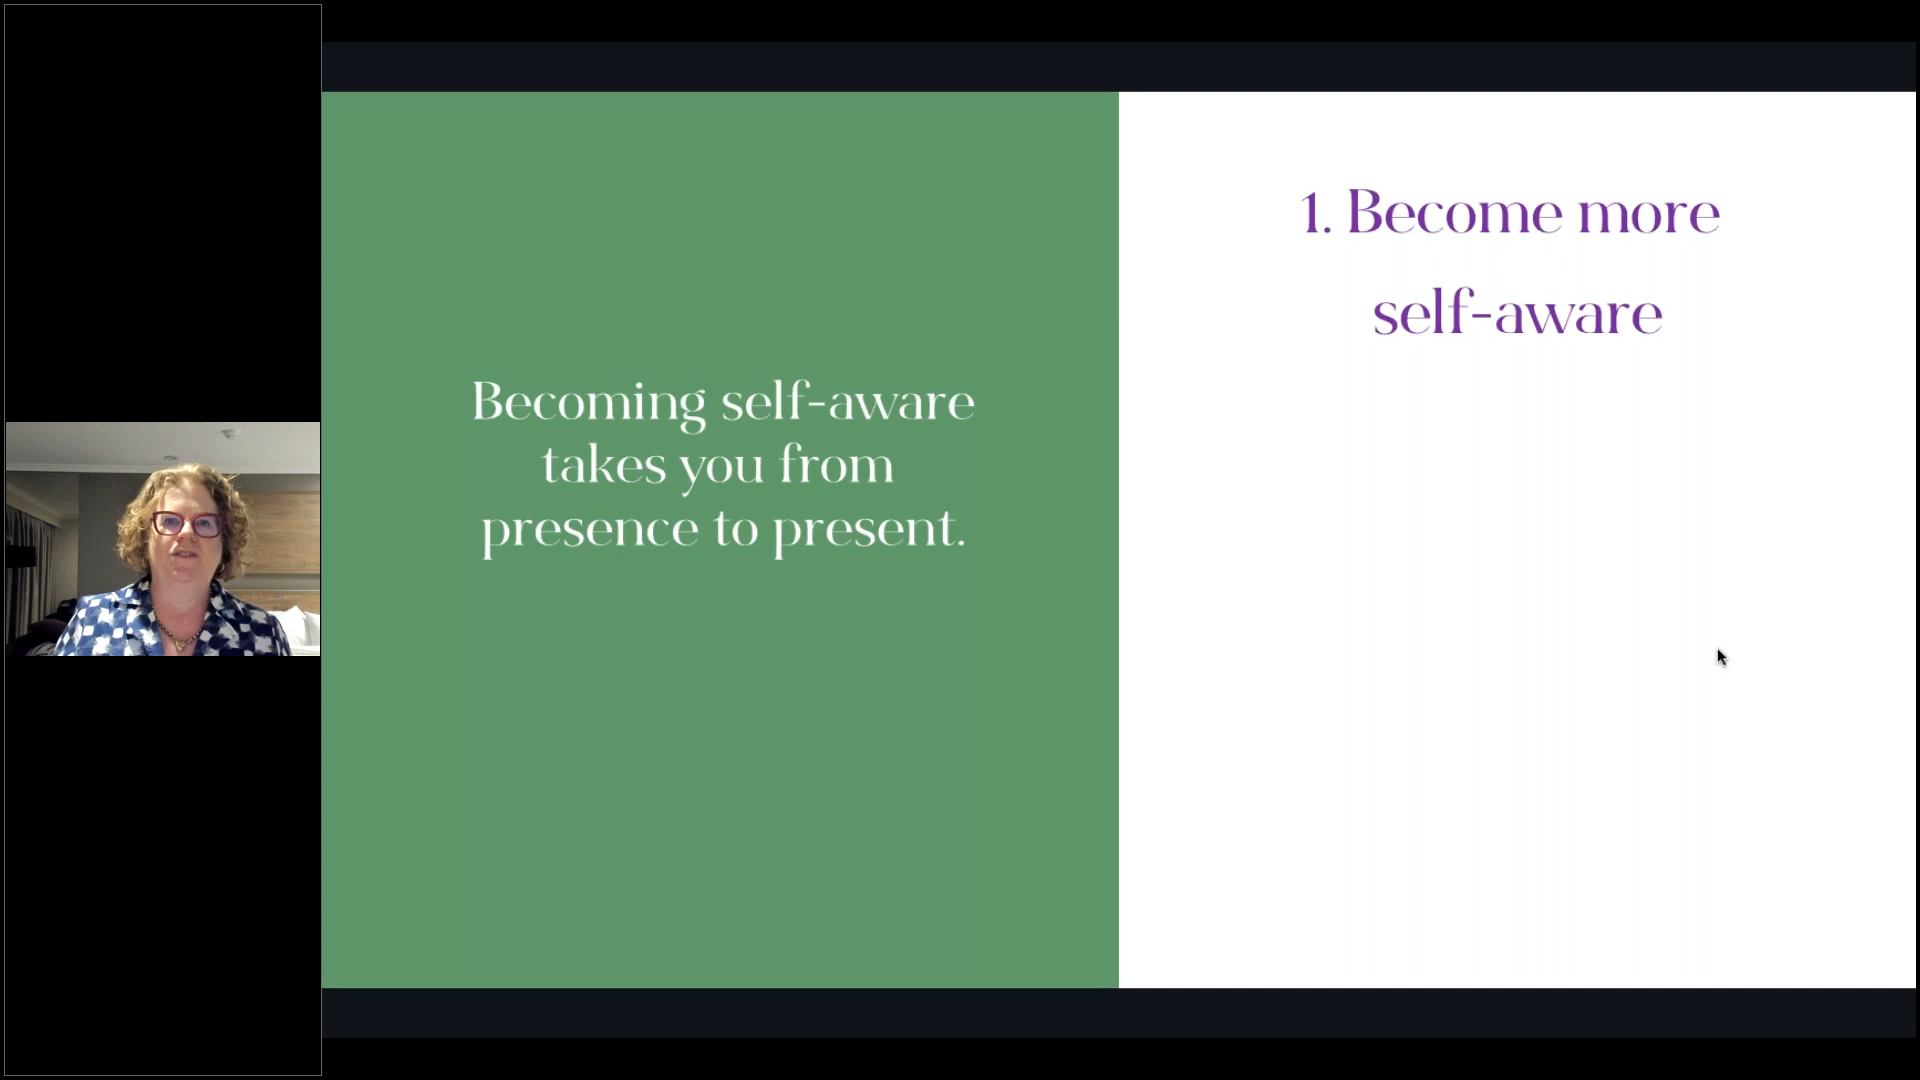 Becoming self-aware
takes you from
presence to present.
1. Become more
self-aware